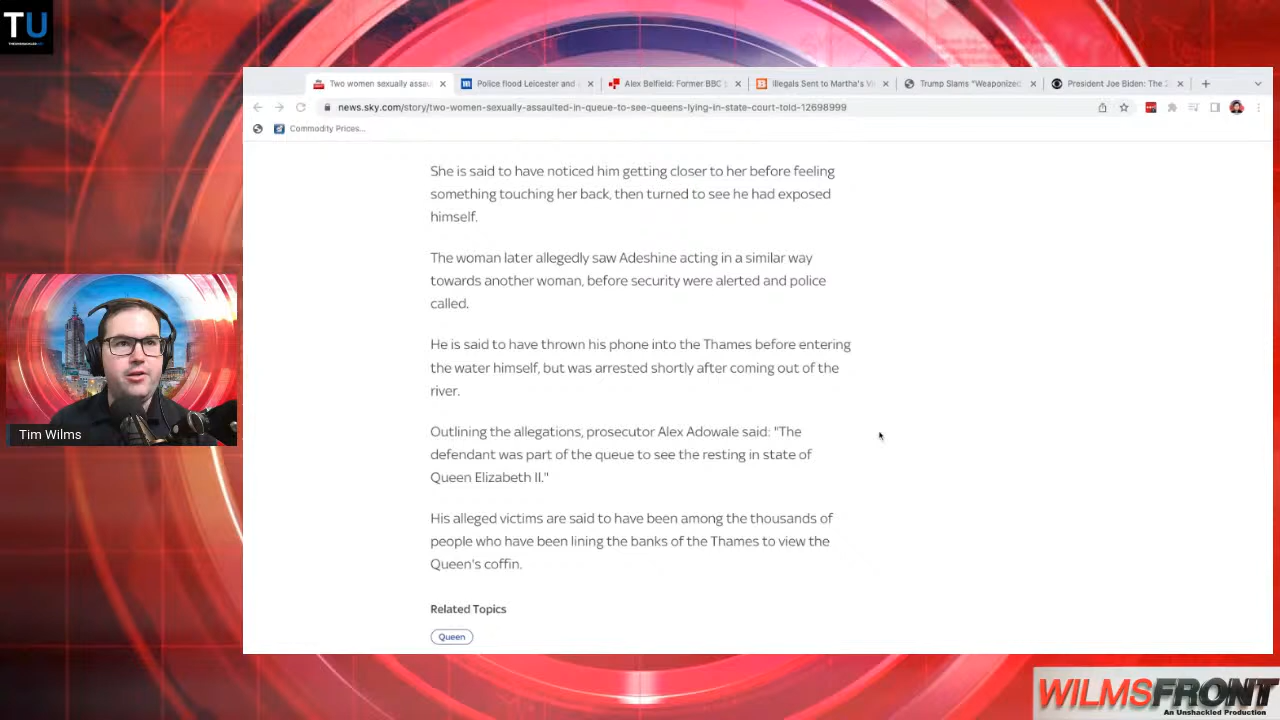 TU
Two women sexually assau
Police flood Leicester and
Alex Belfield: Former BBC
Illegals Sent to Martha's Vi
Trump Slams "Weaponized
President Joe Biden: The 2
news.sky.com/story/two-women-sexually-assaulted-in-queue-to-see-queens-lying-in-state-court-told-12698999
Commodity Prices...
She is said to have noticed him getting closer to her before feeling
something touching her back, then turned to see he had exposed
himself.
The woman later allegedly saw Adeshine acting in a similar way
towards another woman, before security were alerted and police
called.
He is said to have thrown his phone into the Thames before entering
the water himself, but was arrested shortly after coming out of the
river.
Outlining the allegations, prosecutor Alex Adowale said: "The
defendant was part of the queue to see the resting in state of
Queen Elizabeth II."
His alleged victims are said to have been among the thousands of
people who have been lining the banks of the Thames to view the
Queen's coffin.
Related Topics
Queen
Tim Wilms
WILMSFRONT
An Unshackled Production